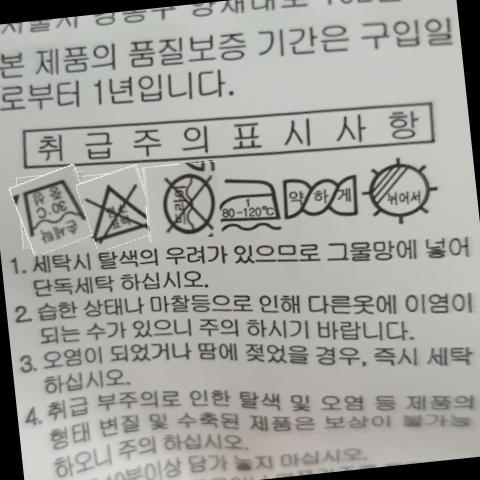 본 제품의 품질보증 기간은 구입일
로부터 1년입니다.
취급주의표시사항
약 30℃ 중성 손세탁
드라이
1
80-120℃
약하게
뉘어서
1. 세탁시 탈색의 우려가 있으므로 그물망에 넣어
단독세탁 하십시오.
2. 습한 상태나 마찰등으로 인해 다른옷에 이염이
되는 수가 있으니 주의 하시기 바랍니다.
3. 오염이 되었거나 땀에 젖었을 경우, 즉시 세탁
하십시오.
4. 취급 부주의로 인한 탈색 및 오염 등 제품의
형태 변질 및 수축된 제품은 보상이 불가능
하오니 주의 하십시오.
10분이상 담가 놓지 마십시오.